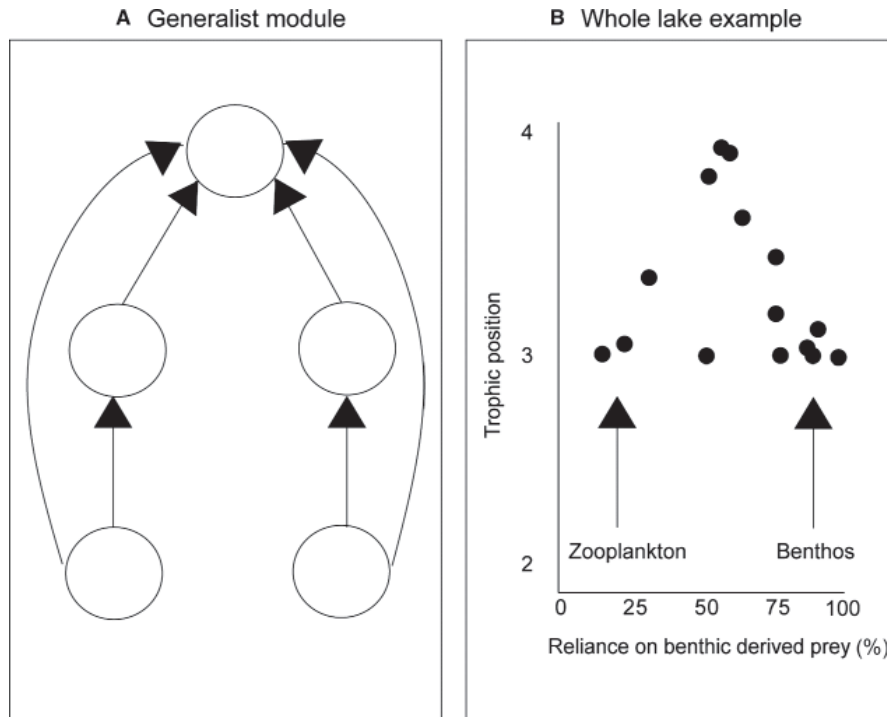 A Generalist module
B Whole lake example
Trophic position
4
3
2
Zooplankton
Benthos
0 25 50 75 100
Reliance on benthic derived prey (%)